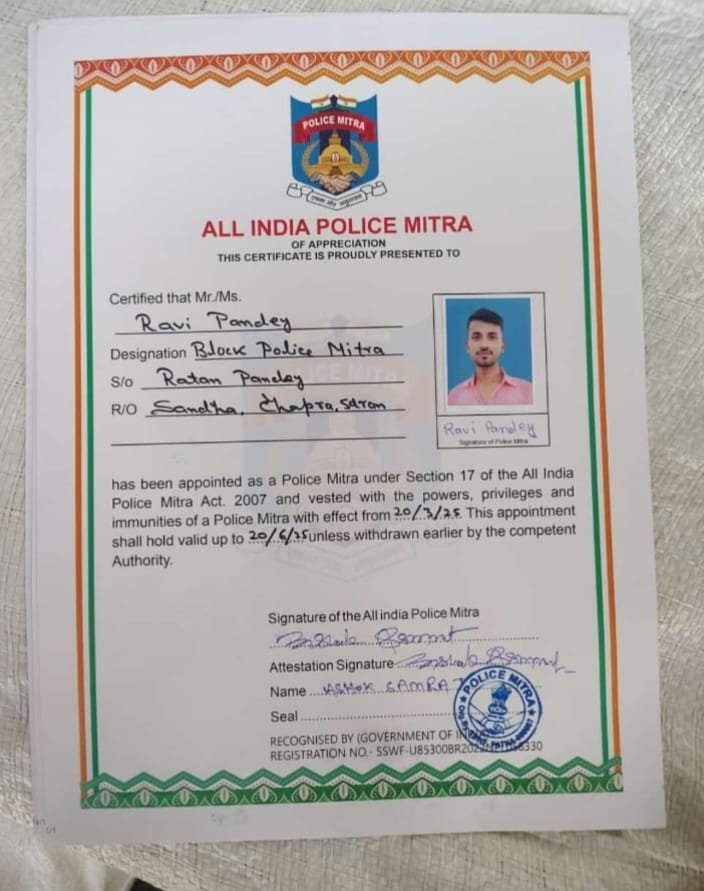 POLICE MITRA
ALL INDIA POLICE MITRA
OF APPRECIATION
THIS CERTIFICATE IS PROUDLY PRESENTED TO
Certified that Mr./Ms.
Ravi Pandey
Designation Block Police Mitra
S/o Ratan Pandey
R/O Sandha, Chapra, Saran
Ravi Pandey
Signature of Police Mitra
has been appointed as a Police Mitra under Section 17 of the All India
Police Mitra Act. 2007 and vested with the powers, privileges and
immunities of a Police Mitra with effect from 20/3/25. This appointment
shall hold valid up to 20/6/25 unless withdrawn earlier by the competent
Authority.
Signature of the All india Police Mitra
Attestation Signature
Name ASHOK SAMRAT
Seal
POLICE MITRA
RECOGNISED BY (GOVERNMENT OF
REGISTRATION NO.- SSWF-U85300BR202